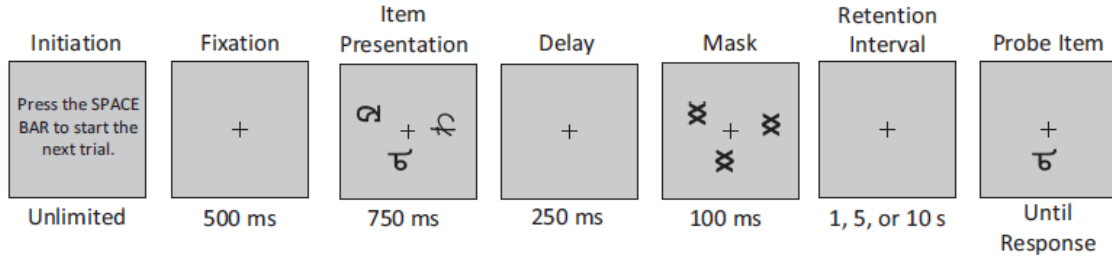 Initiation
Fixation
Item
Presentation
Delay
Mask
Retention
Interval
Probe Item
Press the SPACE
BAR to start the
next trial.
Unlimited
500 ms
750 ms
250 ms
100 ms
1, 5, or 10 s
Until
Response